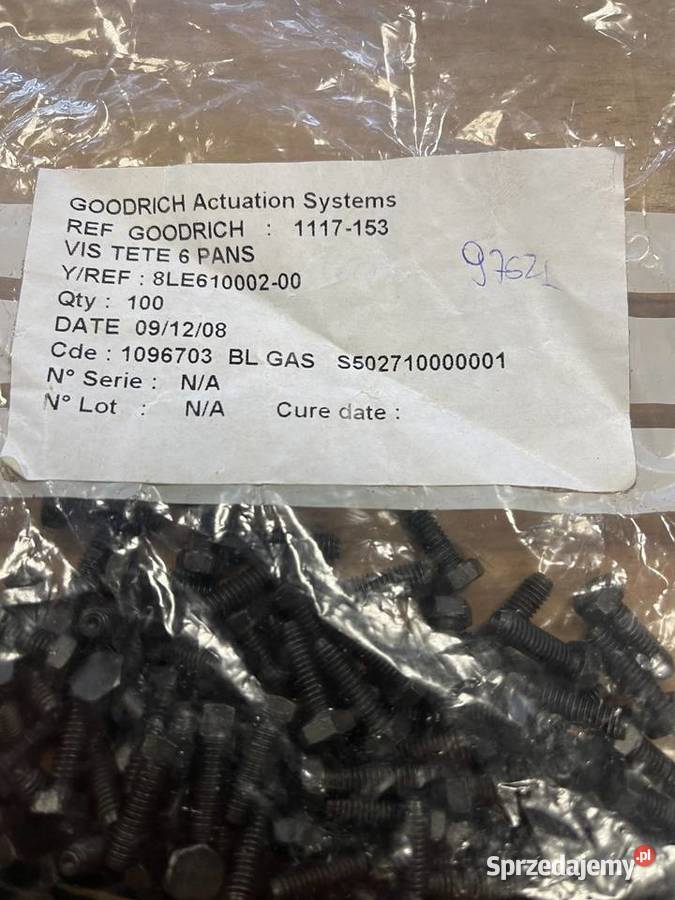 GOODRICH Actuation Systems
REF GOODRICH : 1117-153
VIS TETE 6 PANS
Y/REF : 8LE610002-00
Qty : 100
DATE 09/12/08
Cde : 1096703 BL GAS S502710000001
N° Serie : N/A
N° Lot : N/A Cure date :
Sprzedajemy.pl